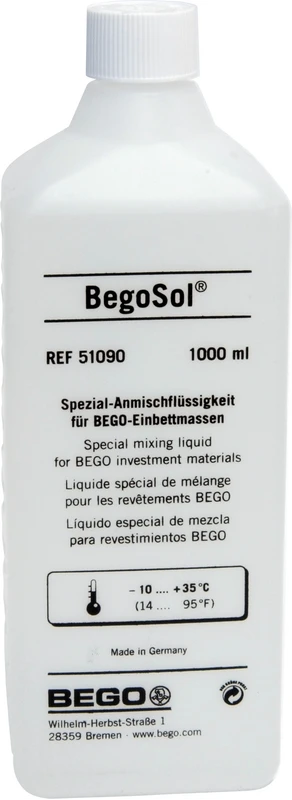 BegoSol®
REF 51090 1000 ml
Spezial-Anmischflüssigkeit
für BEGO-Einbettmassen
Special mixing liquid
for BEGO investment materials
Liquide spécial de mélange
pour les revêtements BEGO
Líquido especial de mezcla
para revestimientos BEGO
– 10 .... +35°C
(14 .... 95°F)
Made in Germany
BEGO
Wilhelm-Herbst-Straße 1
28359 Bremen · www.bego.com